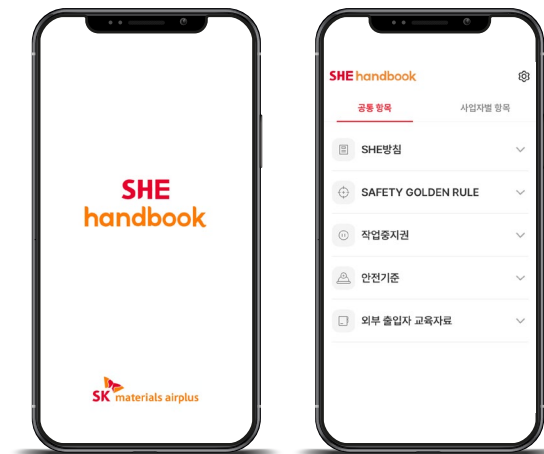 SHE
handbook
SK materials airplus
SHE handbook
공통 항목
사업자별 항목
SHE방침
SAFETY GOLDEN RULE
작업중지권
안전기준
외부 출입자 교육자료